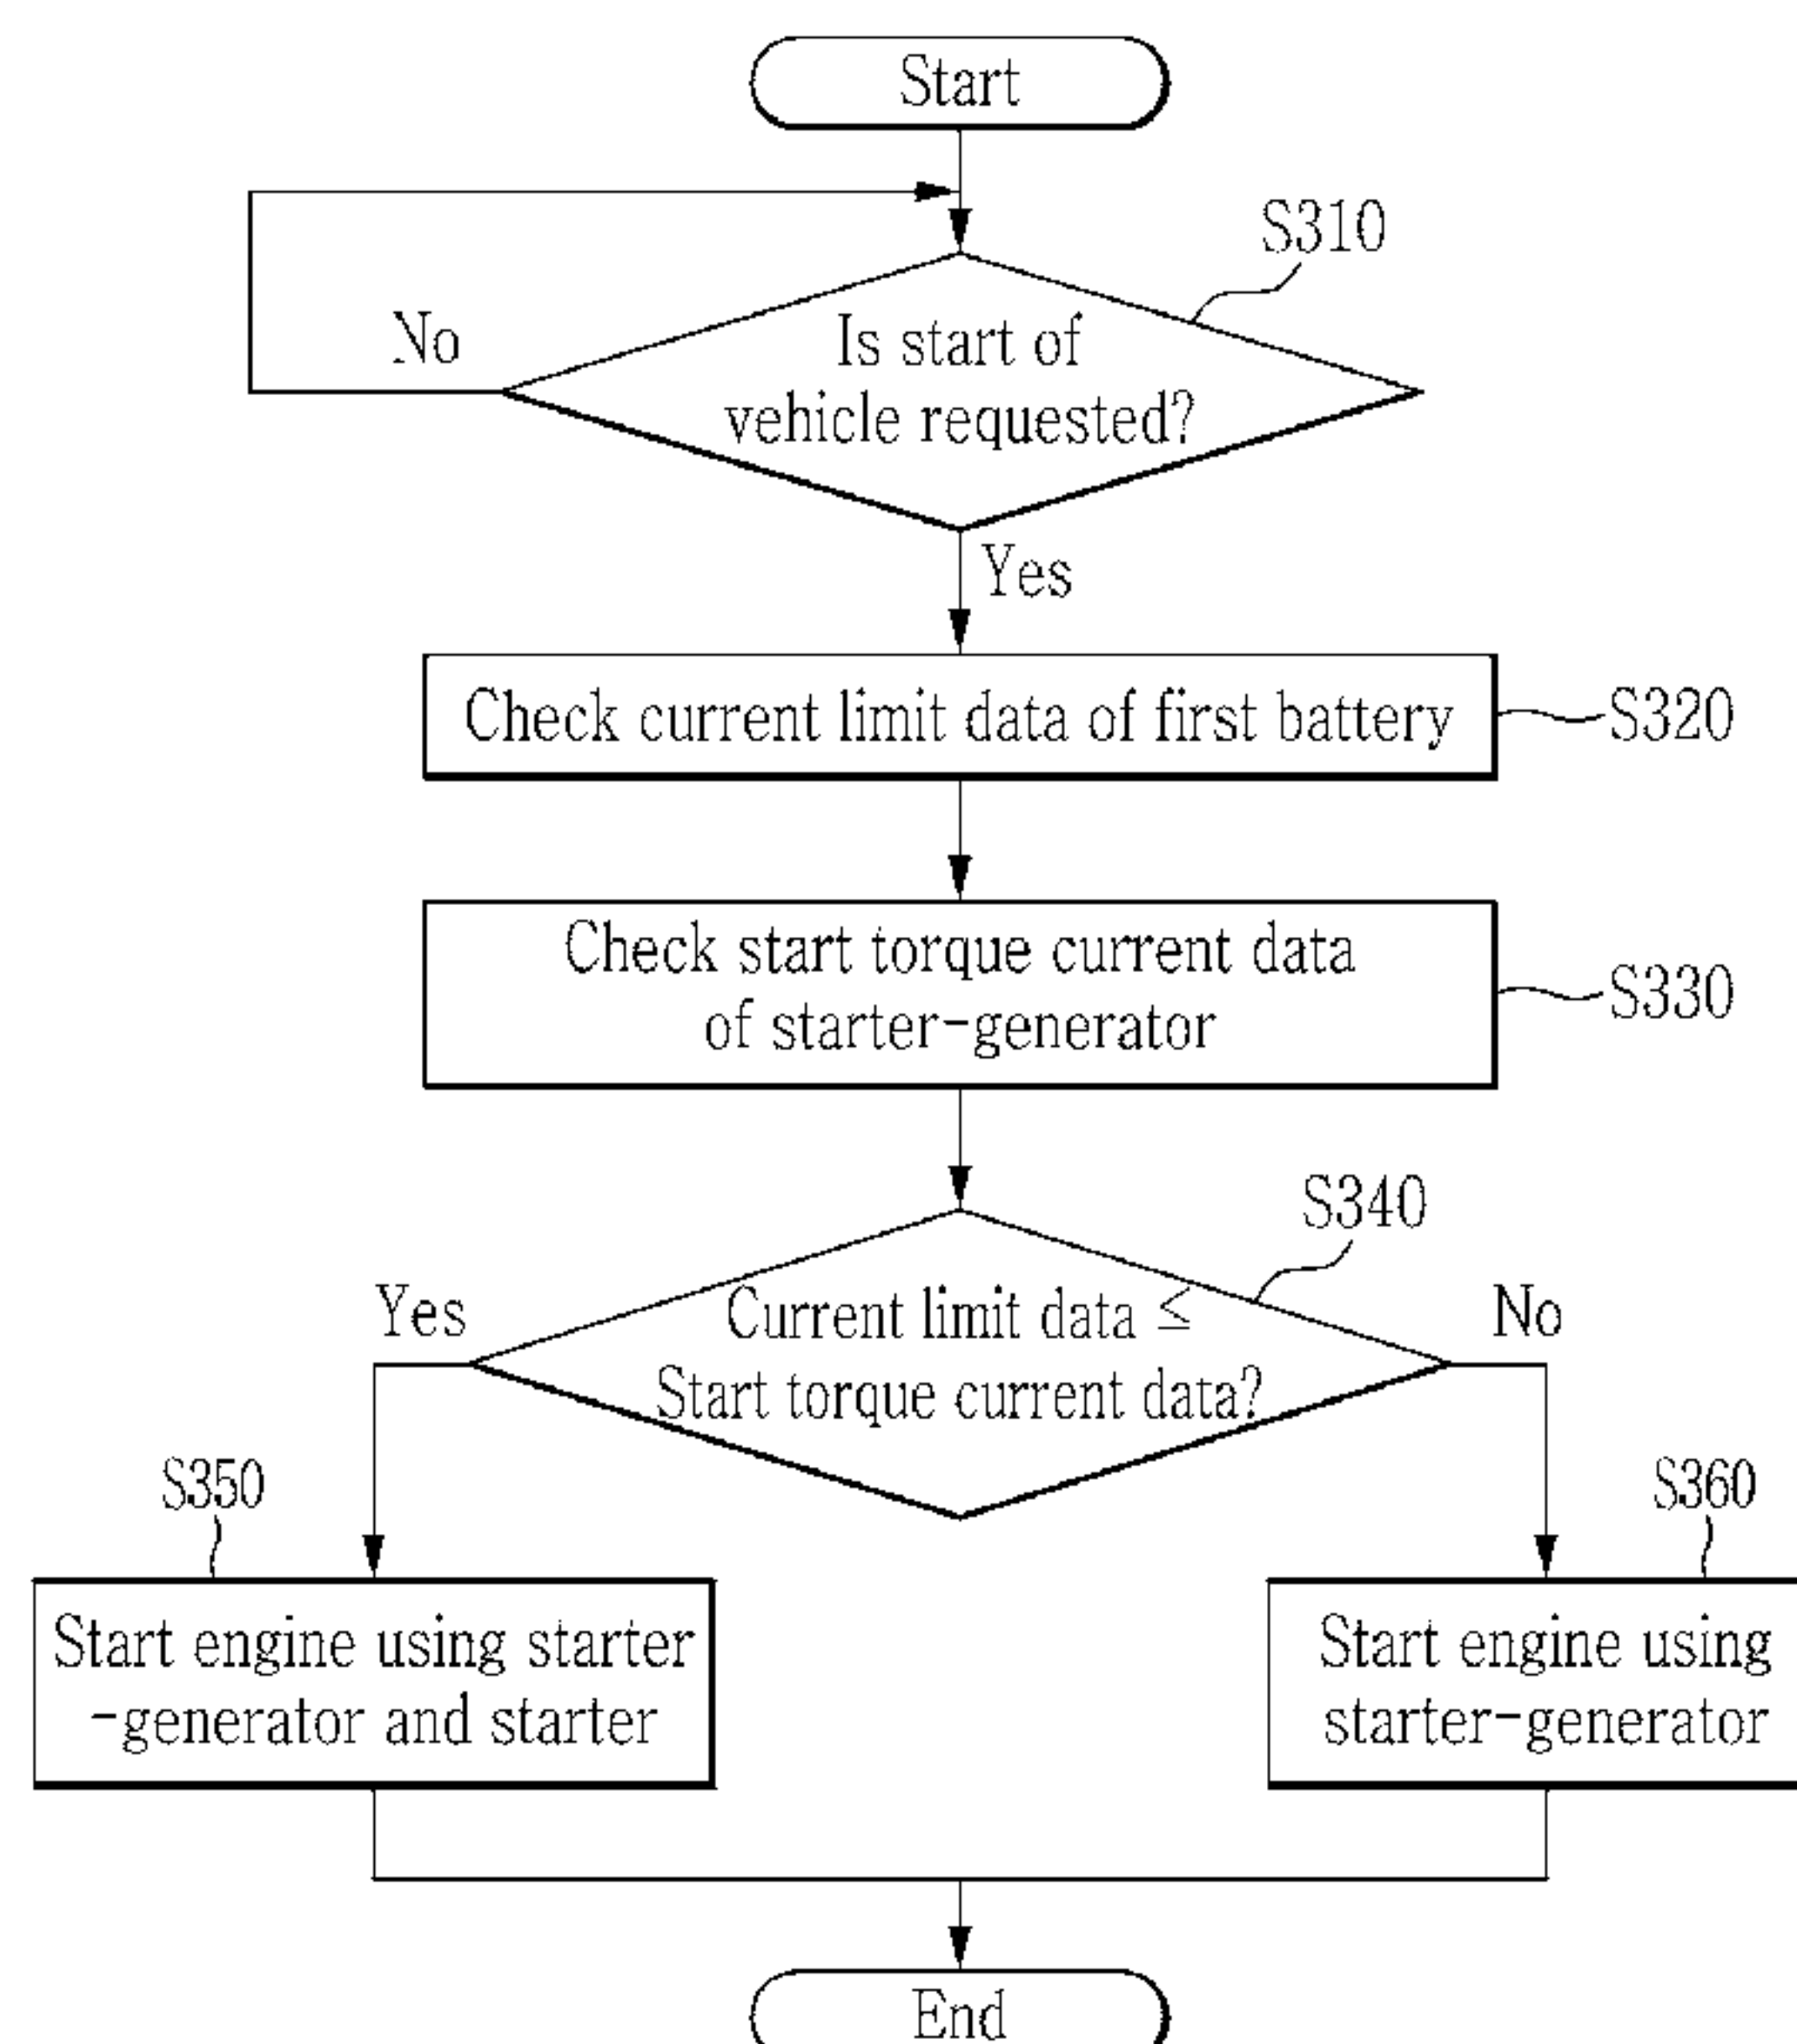 Start
S310
No
Is start of
vehicle requested?
Yes
Check current limit data of first battery
S320
Check start torque current data
of starter-generator
S330
S340
Yes
Current limit data ≤
No
Start torque current data?
S350
S360
Start engine using starter
-generator and starter
Start engine using
starter-generator
End